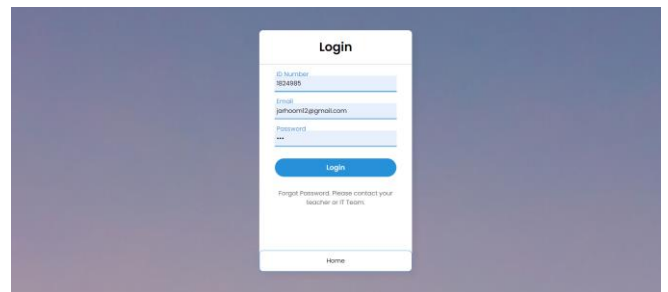 Login
ID Number
1824985
Email
jarhoom12@gmail.com
Password
•••
Login
Forgot Password. Please contact your
teacher or IT Team.
Home